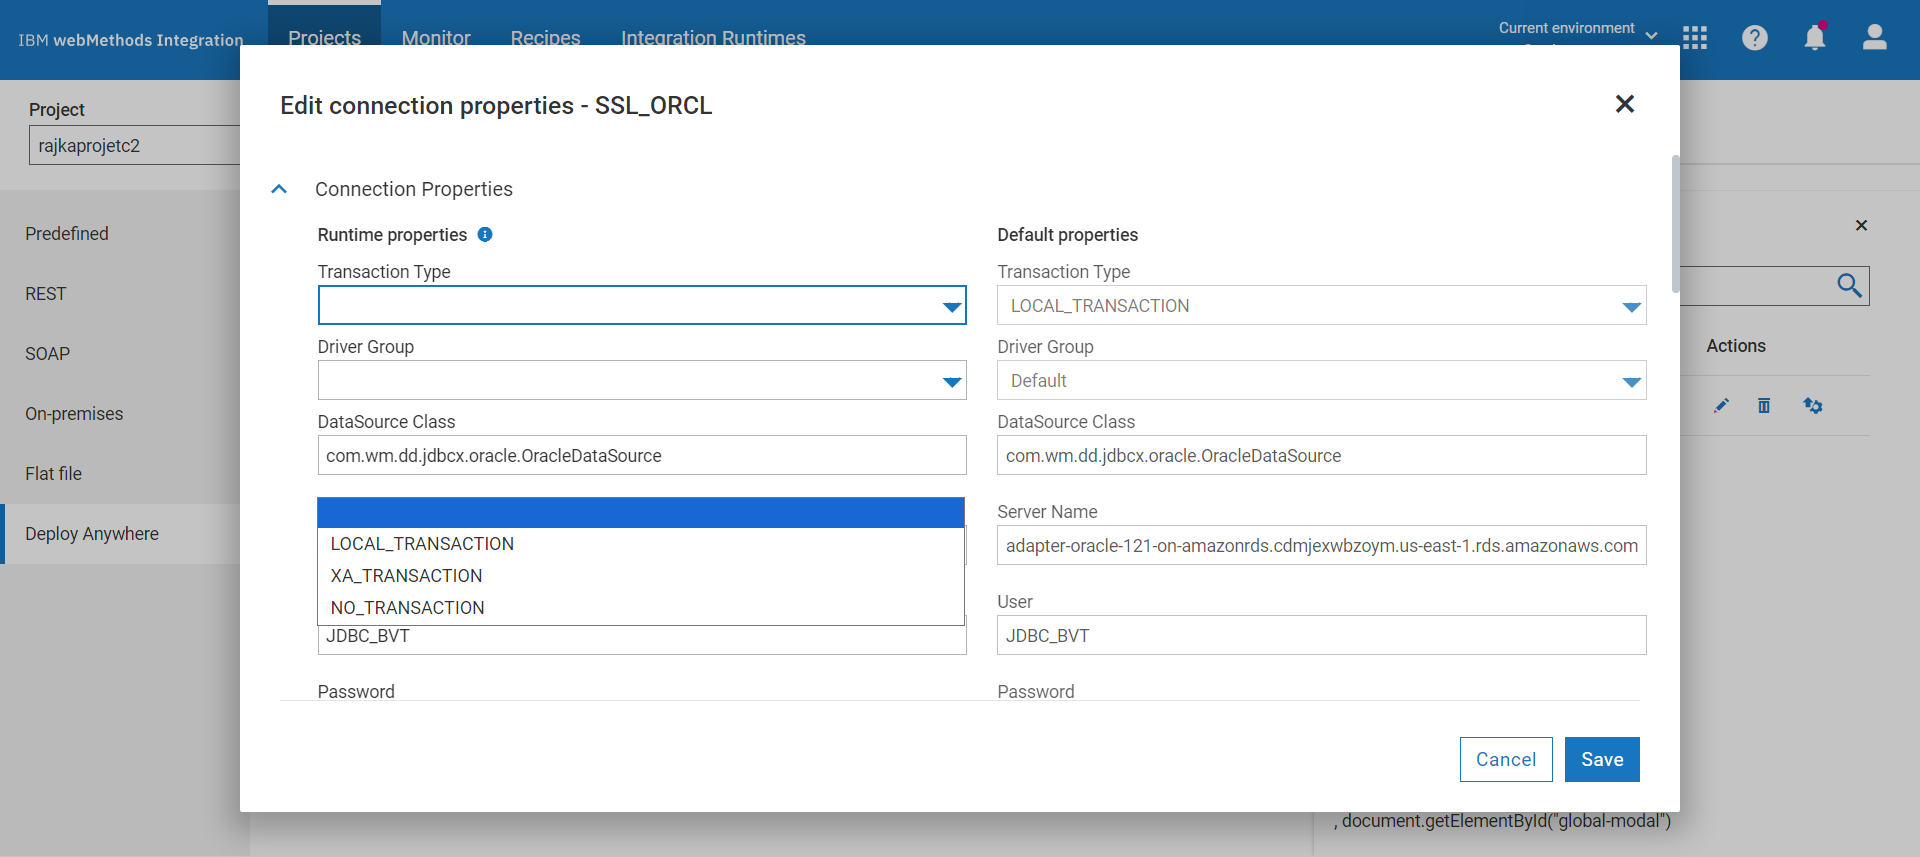 IBM webMethods Integration
Projects
Monitor
Recipes
Integration Runtimes
Current environment
Project
rajkaprojetc2
Predefined
REST
SOAP
On-premises
Flat file
Deploy Anywhere
Edit connection properties - SSL_ORCL
Connection Properties
Runtime properties
Default properties
Transaction Type
Transaction Type
LOCAL_TRANSACTION
Driver Group
Driver Group
Default
DataSource Class
DataSource Class
com.wm.dd.jdbcx.oracle.OracleDataSource
com.wm.dd.jdbcx.oracle.OracleDataSource
LOCAL_TRANSACTION
XA_TRANSACTION
NO_TRANSACTION
Server Name
adapter-oracle-121-on-amazonrds.cdmjexwbzoym.us-east-1.rds.amazonaws.com
User
JDBC_BVT
JDBC_BVT
Password
Password
Cancel
Save
Actions
, document.getElementById("global-modal")